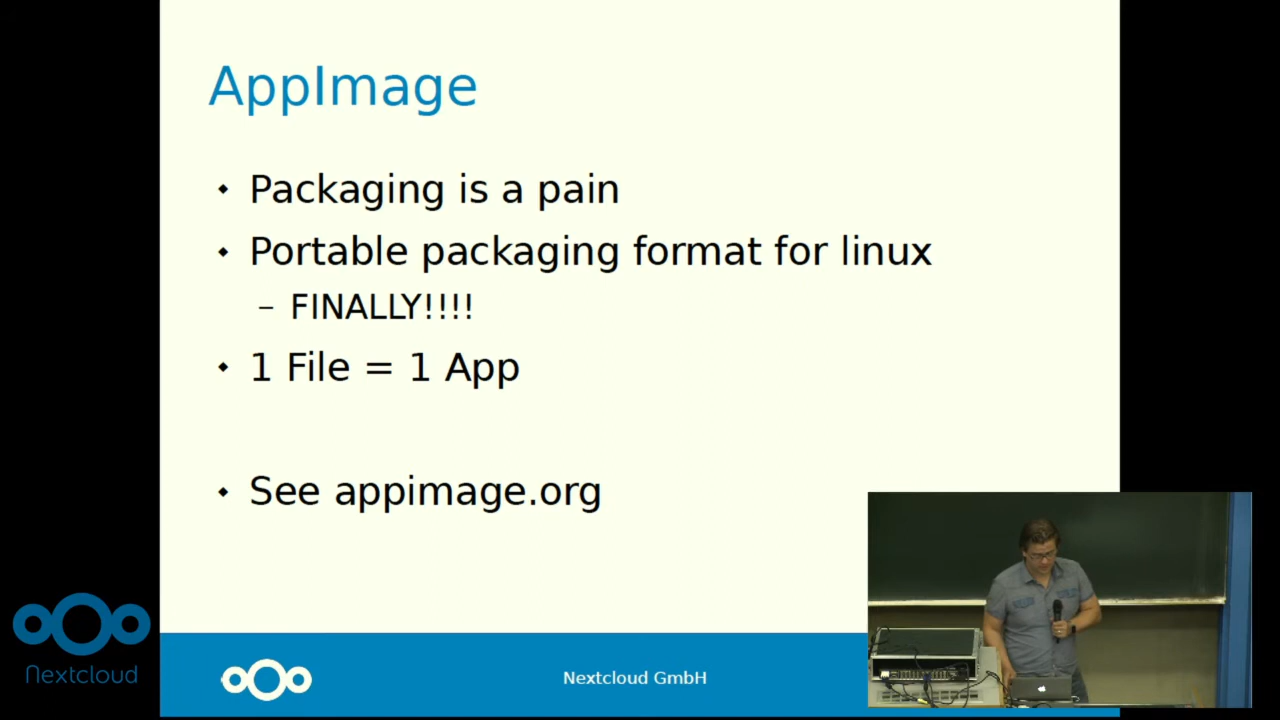 AppImage
Packaging is a pain
Portable packaging format for linux
– FINALLY!!!!
1 File = 1 App
See appimage.org
Nextcloud
Nextcloud GmbH